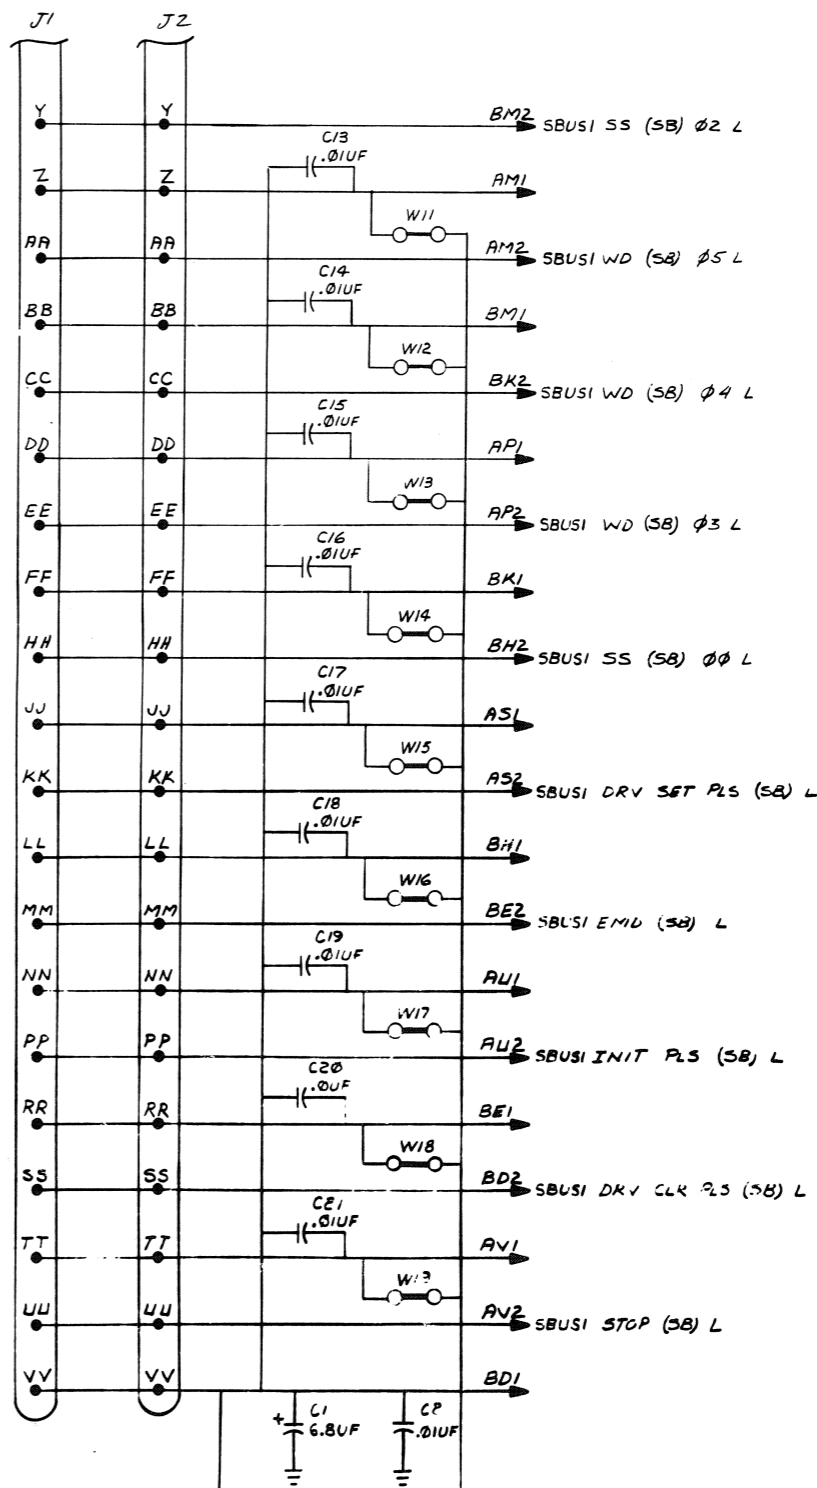 J1 J2
Y Y BM2 SBUS1 SS (SB) Ø2 L
C13
.Ø1UF
Z Z AM1
W11
AA AA AM2 SBUS1 WD (SB) Ø5 L
C14
.Ø1UF
BB BB BM1
W12
CC CC BK2 SBUS1 WD (SB) Ø4 L
C15
.Ø1UF
DD DD AP1
W13
EE EE AP2 SBUS1 WD (SB) Ø3 L
C16
.Ø1UF
FF FF BK1
W14
HH HH BH2 SBUS1 SS (SB) ØØ L
C17
.Ø1UF
JJ JJ AS1
W15
KK KK AS2 SBUS1 DRV SET PLS (SB) L
C18
.Ø1UF
LL LL BH1
W16
MM MM BE2 SBUS1 (SB) L
C19
.Ø1UF
NN NN AU1
W17
PP PP AU2 SBUS1 INIT PLS (SB) L
C2Ø
.ØUF
RR RR BE1
W18
SS SS BD2 SBUS1 DRV CLR PLS (SB) L
C21
.Ø1UF
TT TT AV1
W19
UU UU AV2 SBUS1 STOP (SB) L
VV VV BD1
+ C1
6.8UF
C2
.Ø1UF